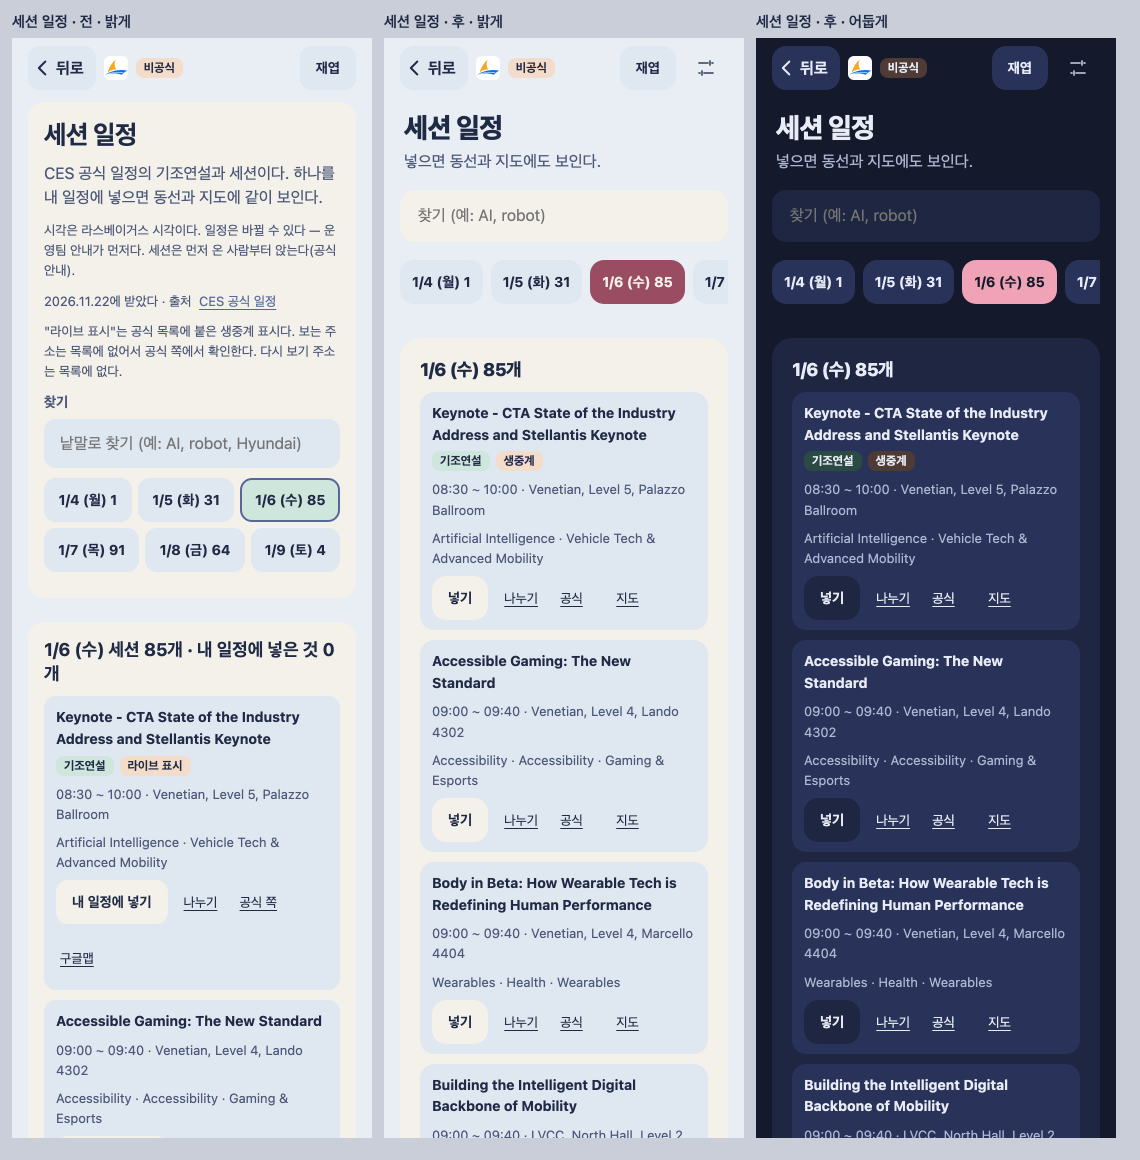 세션 일정 · 전 · 밝게
뒤로
비공식
재엽
세션 일정
CES 공식 일정의 기조연설과 세션이다. 하나를
내 일정에 넣으면 동선과 지도에 같이 보인다.
시각은 라스베이거스 시각이다. 일정은 바뀔 수 있다 — 운
영팀 안내가 먼저다. 세션은 먼저 온 사람부터 앉는다(공식
안내).
2026.11.22에 받았다 · 출처 CES 공식 일정
"라이브 표시"는 공식 목록에 붙은 생중계 표시다. 보는 주
소는 목록에 없어서 공식 쪽에서 확인한다. 다시 보기 주소
는 목록에 없다.
찾기
낱말로 찾기 (예: AI, robot, Hyundai)
1/4 (월) 1
1/5 (화) 31
1/6 (수) 85
1/7 (목) 91
1/8 (금) 64
1/9 (토) 4
1/6 (수) 세션 85개 · 내 일정에 넣은 것 0
개
Keynote - CTA State of the Industry
Address and Stellantis Keynote
기조연설
라이브 표시
08:30 ~ 10:00 · Venetian, Level 5, Palazzo
Ballroom
Artificial Intelligence · Vehicle Tech &
Advanced Mobility
내 일정에 넣기
나누기
공식 쪽
구글맵
Accessible Gaming: The New Standard
09:00 ~ 09:40 · Venetian, Level 4, Lando
4302
Accessibility · Accessibility · Gaming &
Esports
세션 일정 · 후 · 밝게
뒤로
비공식
재엽
세션 일정
넣으면 동선과 지도에도 보인다.
찾기 (예: AI, robot)
1/4 (월) 1
1/5 (화) 31
1/6 (수) 85
1/7
1/6 (수) 85개
Keynote - CTA State of the Industry
Address and Stellantis Keynote
기조연설
생중계
08:30 ~ 10:00 · Venetian, Level 5, Palazzo
Ballroom
Artificial Intelligence · Vehicle Tech &
Advanced Mobility
넣기
나누기
공식
지도
Accessible Gaming: The New
Standard
09:00 ~ 09:40 · Venetian, Level 4, Lando
4302
Accessibility · Accessibility · Gaming &
Esports
넣기
나누기
공식
지도
Body in Beta: How Wearable Tech is
Redefining Human Performance
09:00 ~ 09:40 · Venetian, Level 4, Marcello
4404
Wearables · Health · Wearables
넣기
나누기
공식
지도
Building the Intelligent Digital
Backbone of Mobility
09:00 ~ 09:40 · LVCC, North Hall, Level 2
세션 일정 · 후 · 어둡게
뒤로
비공식
재엽
세션 일정
넣으면 동선과 지도에도 보인다.
찾기 (예: AI, robot)
1/4 (월) 1
1/5 (화) 31
1/6 (수) 85
1/7
1/6 (수) 85개
Keynote - CTA State of the Industry
Address and Stellantis Keynote
기조연설
생중계
08:30 ~ 10:00 · Venetian, Level 5, Palazzo
Ballroom
Artificial Intelligence · Vehicle Tech &
Advanced Mobility
넣기
나누기
공식
지도
Accessible Gaming: The New
Standard
09:00 ~ 09:40 · Venetian, Level 4, Lando
4302
Accessibility · Accessibility · Gaming &
Esports
넣기
나누기
공식
지도
Body in Beta: How Wearable Tech is
Redefining Human Performance
09:00 ~ 09:40 · Venetian, Level 4, Marcello
4404
Wearables · Health · Wearables
넣기
나누기
공식
지도
Building the Intelligent Digital
Backbone of Mobility
09:00 ~ 09:40 · LVCC, North Hall, Level 2